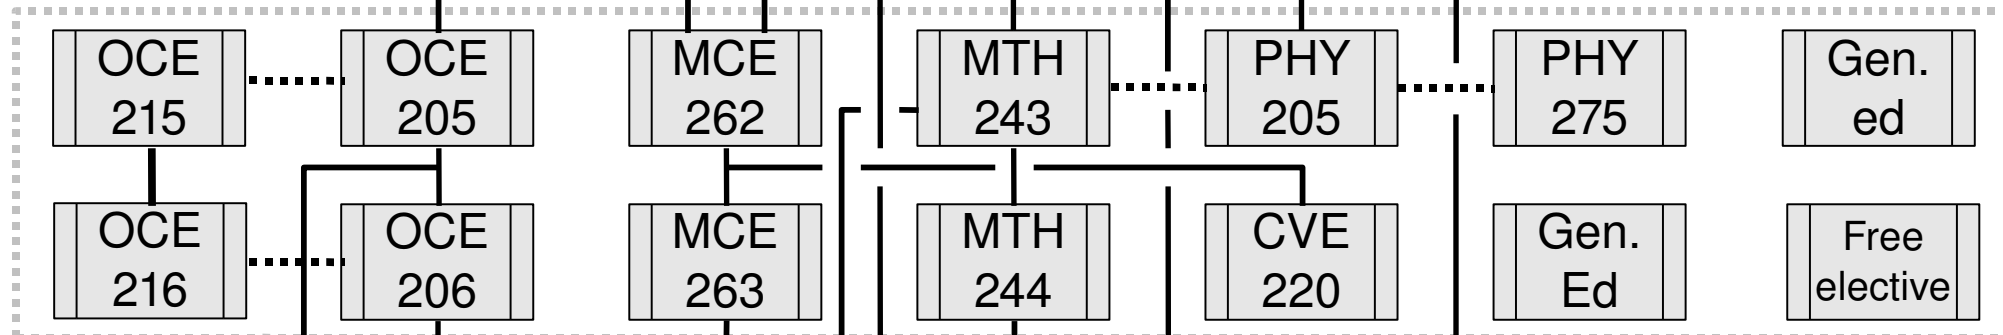 OCE
215
OCE
205
MCE
262
MTH
243
PHY
205
PHY
275
Gen.
ed
OCE
216
OCE
206
MCE
263
MTH
244
CVE
220
Gen.
Ed
Free
elective